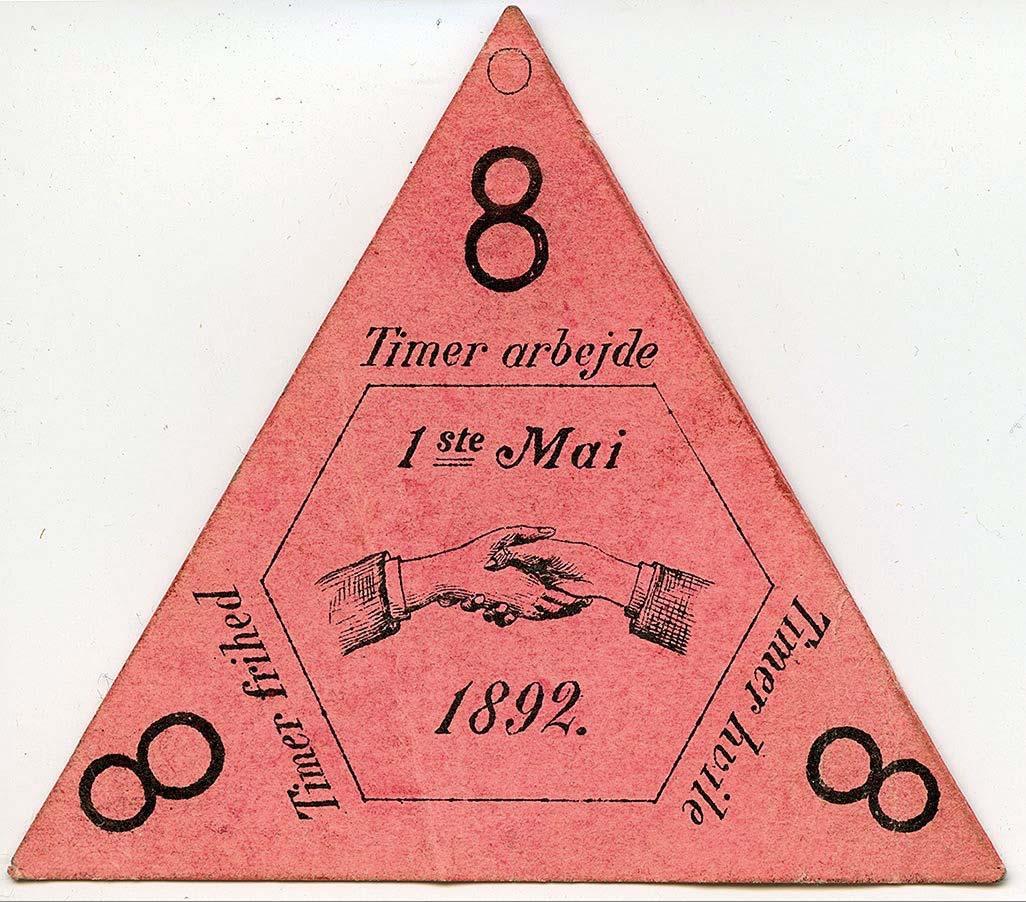 8
Timer arbejde
1ste Mai
1892.
8
Timer frihed
8
Timer hvile